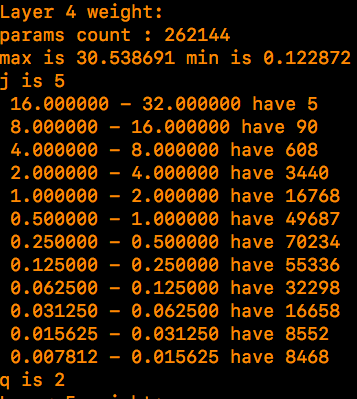 Layer 4 weight:
params count : 262144
max is 30.538691 min is 0.122872
j is 5
16.000000 - 32.000000 have 5
8.000000 - 16.000000 have 90
4.000000 - 8.000000 have 608
2.000000 - 4.000000 have 3440
1.000000 - 2.000000 have 16768
0.500000 - 1.000000 have 49687
0.250000 - 0.500000 have 70234
0.125000 - 0.250000 have 55336
0.062500 - 0.125000 have 32298
0.031250 - 0.062500 have 16658
0.015625 - 0.031250 have 8552
0.007812 - 0.015625 have 8468
q is 2